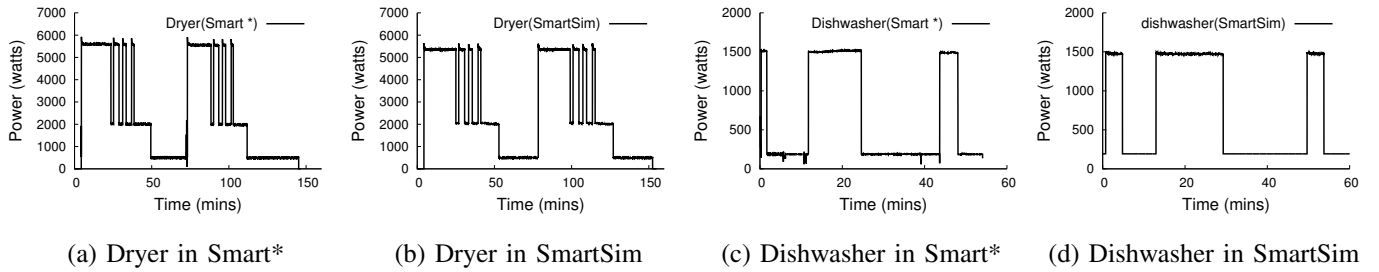 7000
6000
5000
4000
3000
2000
1000
0
Power (watts)
Dryer(Smart *)
0
50
100
150
Time (mins)
(a) Dryer in Smart*
7000
6000
5000
4000
3000
2000
1000
0
Power (watts)
Dryer(SmartSim)
0
50
100
150
Time (mins)
(b) Dryer in SmartSim
2000
1500
1000
500
0
Power (watts)
Dishwasher(Smart *)
0
20
40
60
Time (mins)
(c) Dishwasher in Smart*
2000
1500
1000
500
0
Power (watts)
dishwasher(SmartSim)
0
20
40
60
Time (mins)
(d) Dishwasher in SmartSim